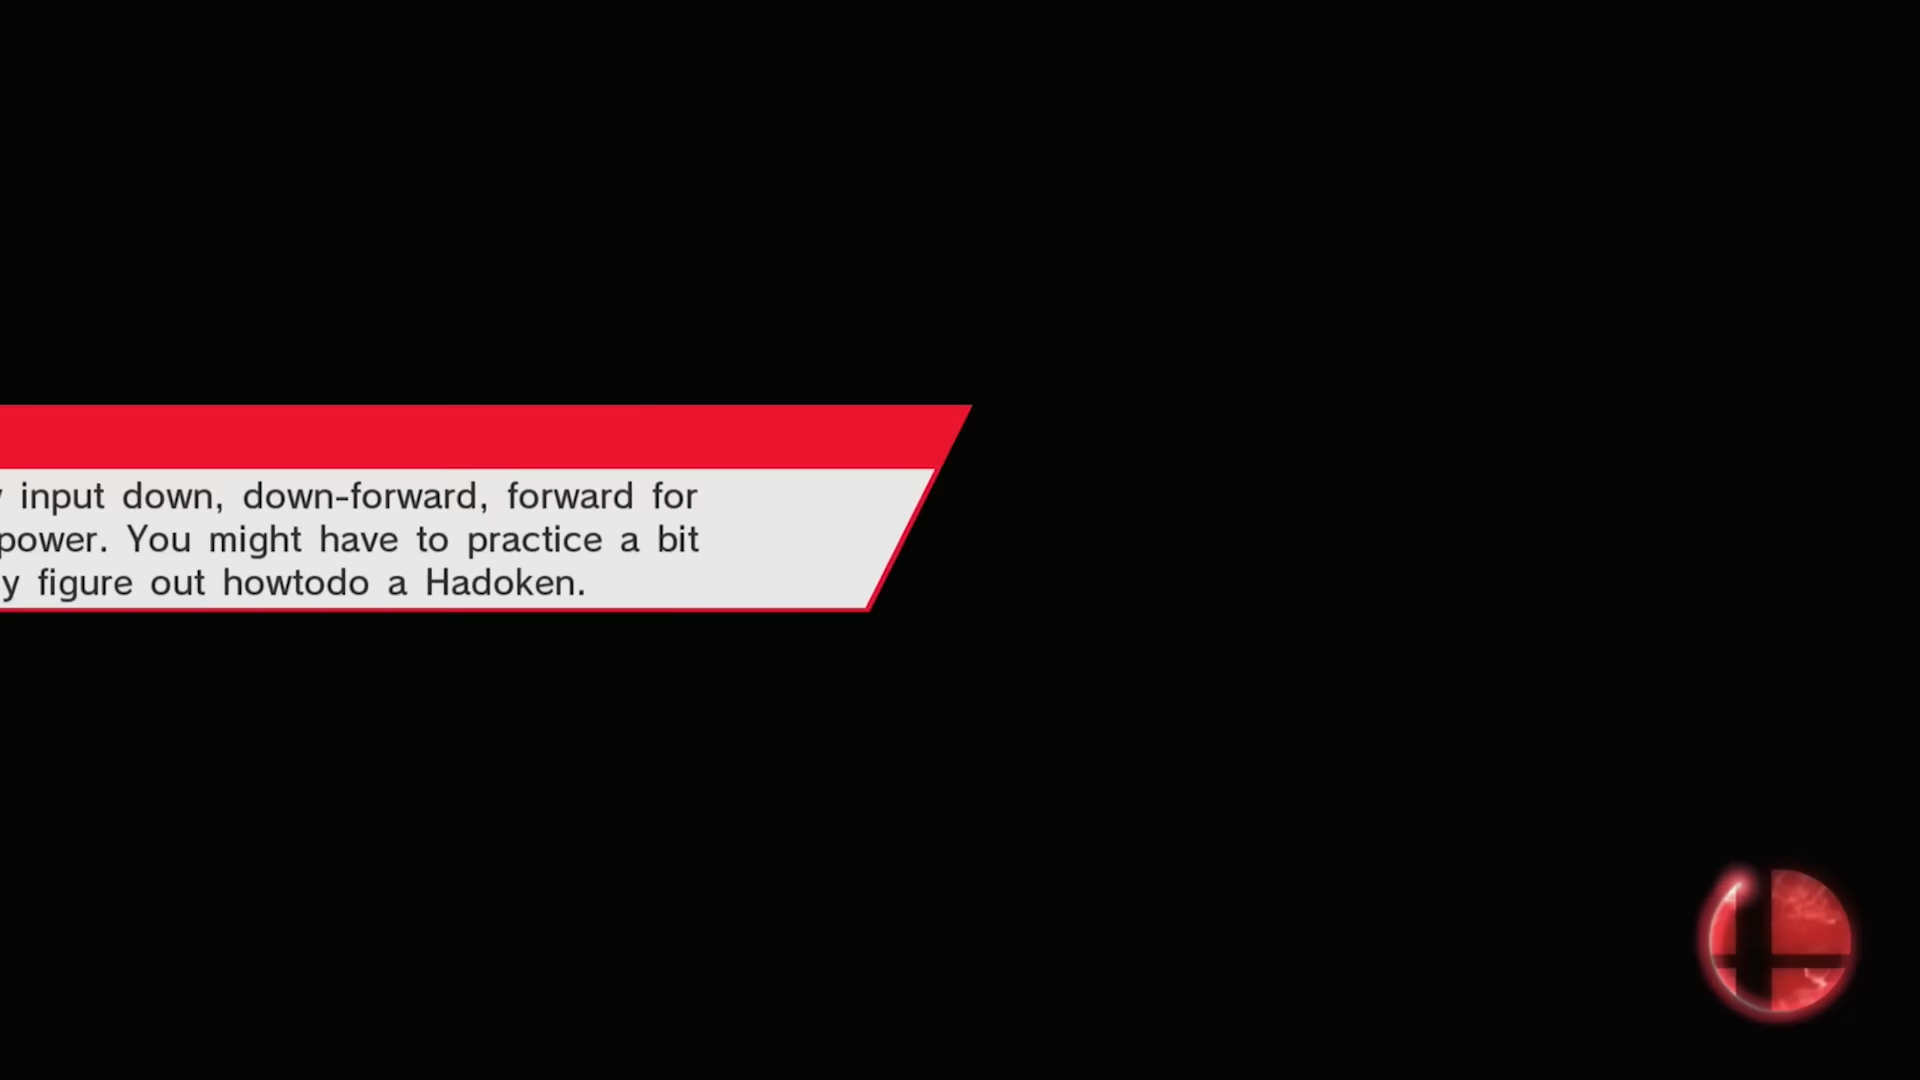 input down, down-forward, forward for
power. You might have to practice a bit
y figure out howtodo a Hadoken.